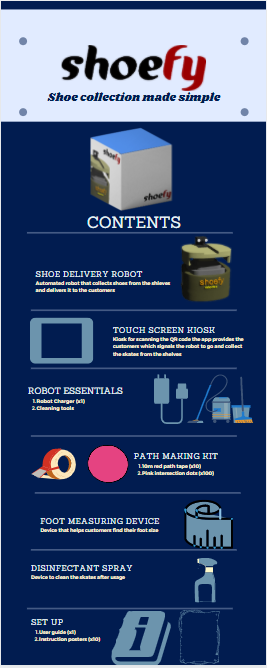 shoefy
Shoe collection made simple
shoefy
shoefy
CONTENTS
SHOE DELIVERY ROBOT
Automated robot that collects shoes from the shleves
and delivers it to the customers
TOUCH SCREEN KIOSK
Kiosk for scanning the QR code the app provides the
customers which signals the robot to go and collect
the skates from the shelves
ROBOT ESSENTIALS
1.Robot Charger (x1)
2.Cleaning tools
PATH MAKING KIT
1.10m red path tape (x10)
2.Pink intersection dots (x100)
FOOT MEASURING DEVICE
Device that helps customers find their foot size
DISINFECTANT SPRAY
Device to clean the skates after usage
SET UP
1.User guide (x1)
2.Instruction posters (x10)